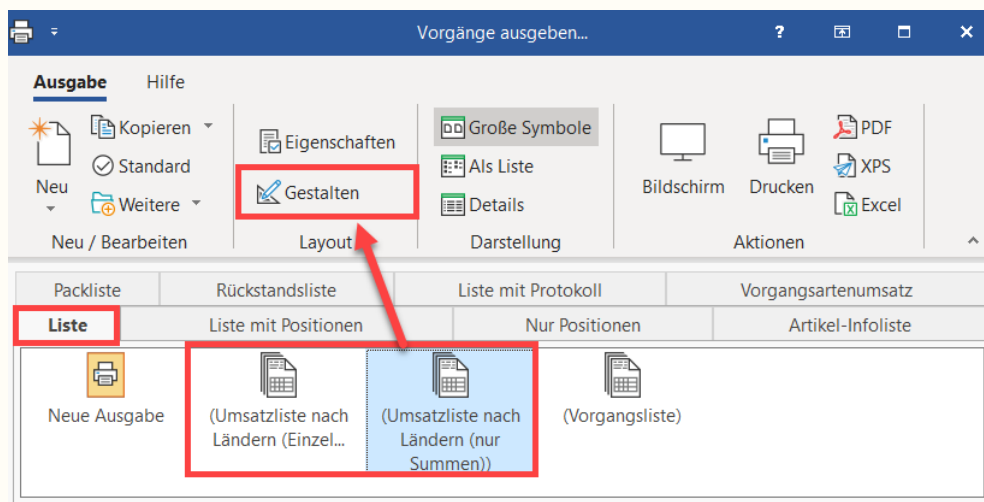 Vorgänge ausgeben...
?
Ausgabe Hilfe
Kopieren
Standard
Neu
Weitere
Neu / Bearbeiten
Eigenschaften
Gestalten
Layout
Große Symbole
Als Liste
Details
Darstellung
Bildschirm Drucken
PDF
XPS
Excel
Aktionen
Packliste Rückstandsliste Liste mit Protokoll Vorgangsartenumsatz
Liste Liste mit Positionen Nur Positionen Artikel-Infoliste
Neue Ausgabe
(Umsatzliste nach
Ländern (Einzel...
(Umsatzliste nach
Ländern (nur
Summen))
(Vorgangsliste)